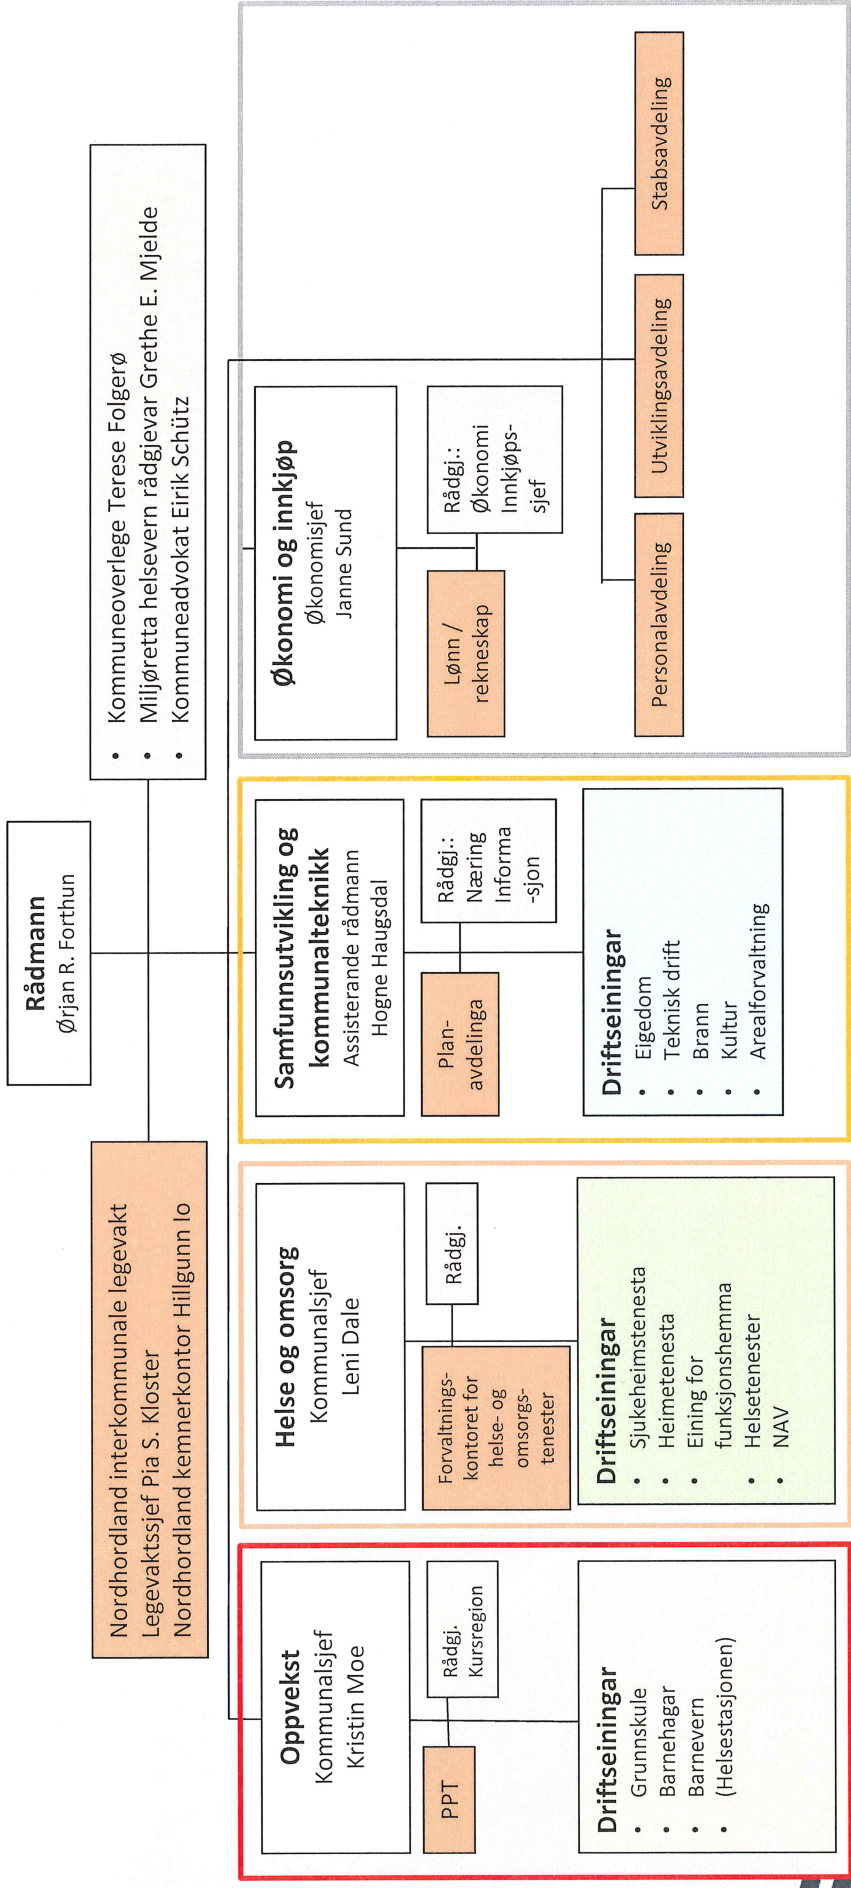 Rådmann
Ørjan R. Forthun
Nordhordland interkommunale legevakt
Legevaktssjef Pia S. Kloster
Nordhordland kemnerkontor Hillgunn Io
• Kommuneoverlege Terese Folgerø
• Miljøretta helsevern rådgjevar Grethe E. Mjelde
• Kommuneadvokat Eirik Schütz
Oppvekst
Kommunalsjef
Kristin Moe
PPT
Rådgj.
Kursregion
Driftseiningar
• Grunnskule
• Barnehagar
• Barnevern
• (Helsestasjonen)
Helse og omsorg
Kommunalsjef
Leni Dale
Forvaltnings-
kontoret for
helse- og
omsorgs-
tenester
Rådgj.
Driftseiningar
• Sjukeheimstenesta
• Heimetenesta
• Eining for
funksjonshemma
• Helsetenester
• NAV
Samfunnsutvikling og
kommunalteknikk
Assisterande rådmann
Hogne Haugsdal
Plan-
avdelinga
Rådgj.:
Næring
Informa
-sjon
Driftseiningar
• Eigedom
• Teknisk drift
• Brann
• Kultur
• Arealforvaltning
Økonomi og innkjøp
Økonomisjef
Janne Sund
Lønn /
rekneskap
Rådgj.:
Økonomi
Innkjøps-
sjef
Personalavdeling
Utviklingsavdeling
Stabsavdeling